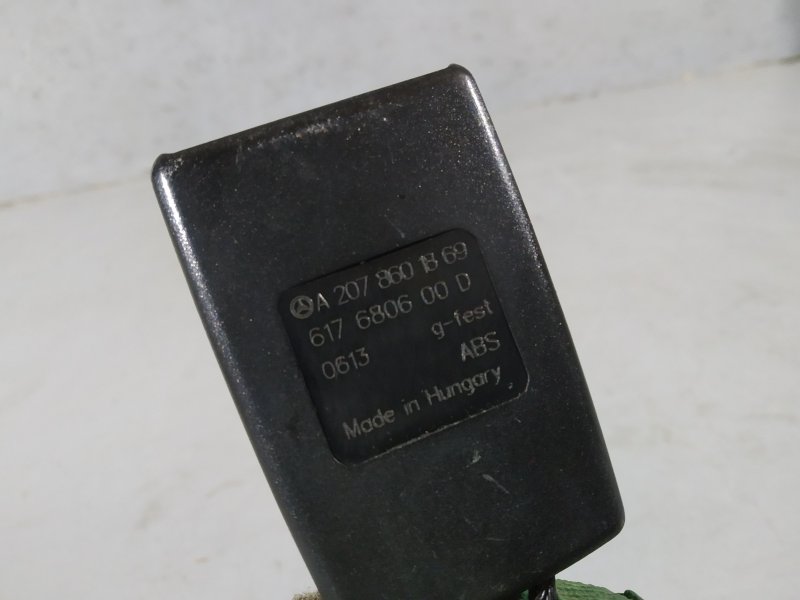 A 207 860 18 69
617 6806 00 D
0613 g-fest
ABS
Made in Hungary